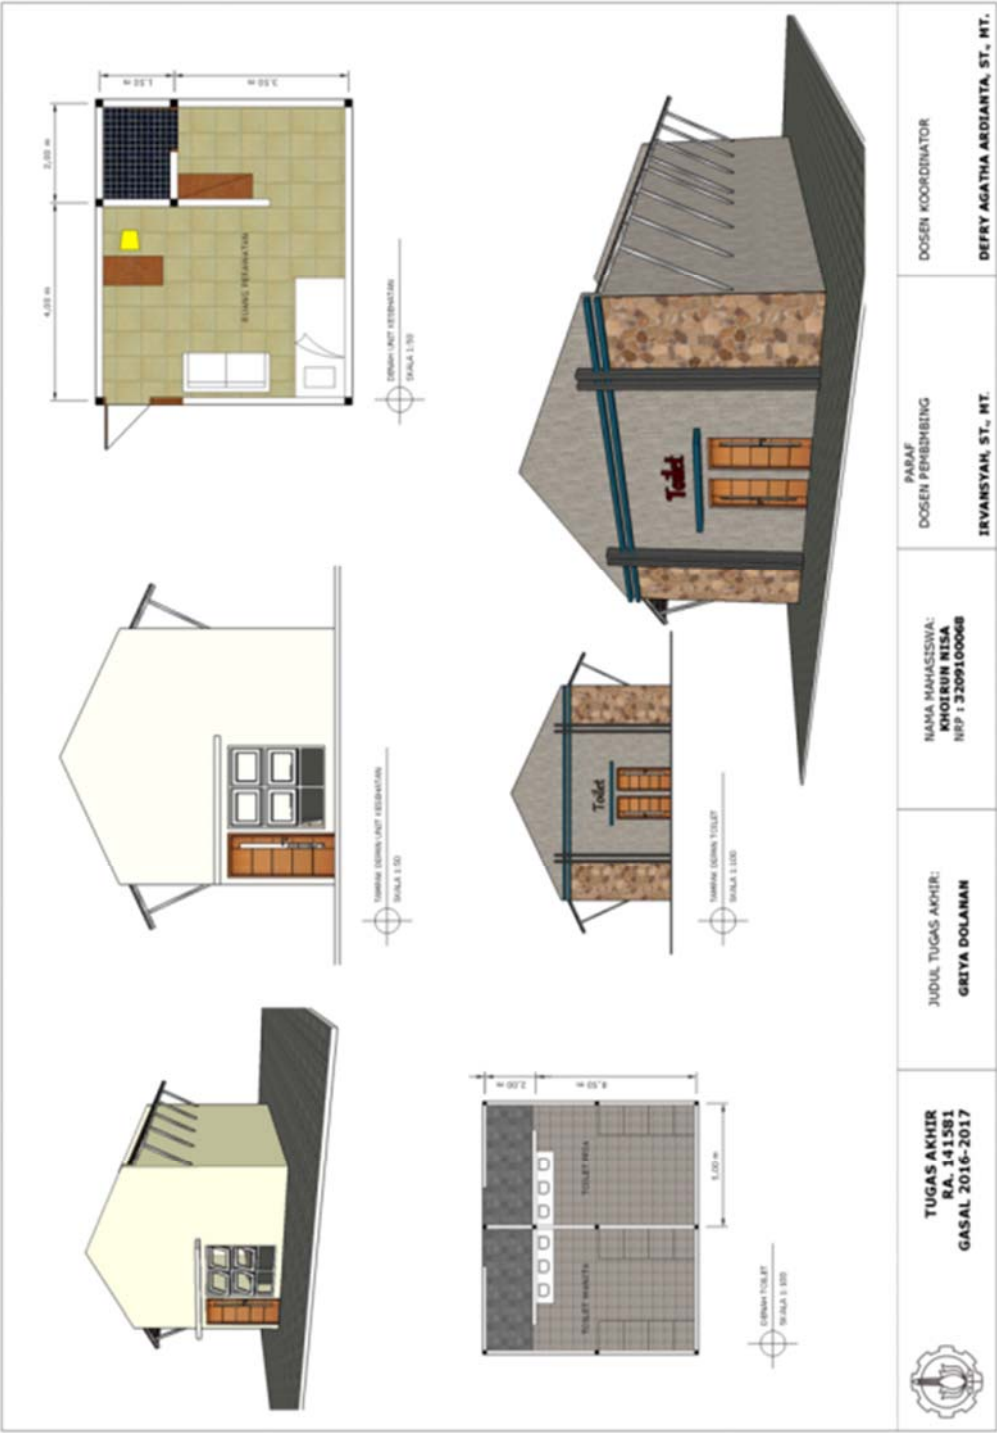 TUGAS AKHIR
RA. 141581
GASAL 2016-2017
JUDUL TUGAS AKHIR:
GRIYA DOLANAN
NAMA MAHASISWA:
KHOIRUN NISA
NRP : 3209100068
PARAF
DOSEN PEMBIMBING
IRVANSYAH, ST., MT.
DOSEN KOORDINATOR
DEFRY AGATHA ARDIANTA, ST., MT.
TAMPAK DEPAN UNIT KESEHATAN
SKALA 1:50
4,00 m
2,00 m
1,50 m
3,50 m
RUANG PERAWATAN
DENAH UNIT KESEHATAN
SKALA 1:50
TOILET WANITA
TOILET PRIA
2,00 m
5,00 m
DENAH TOILET
SKALA 1:100
Toilet
TAMPAK DEPAN TOILET
SKALA 1:100
Toilet